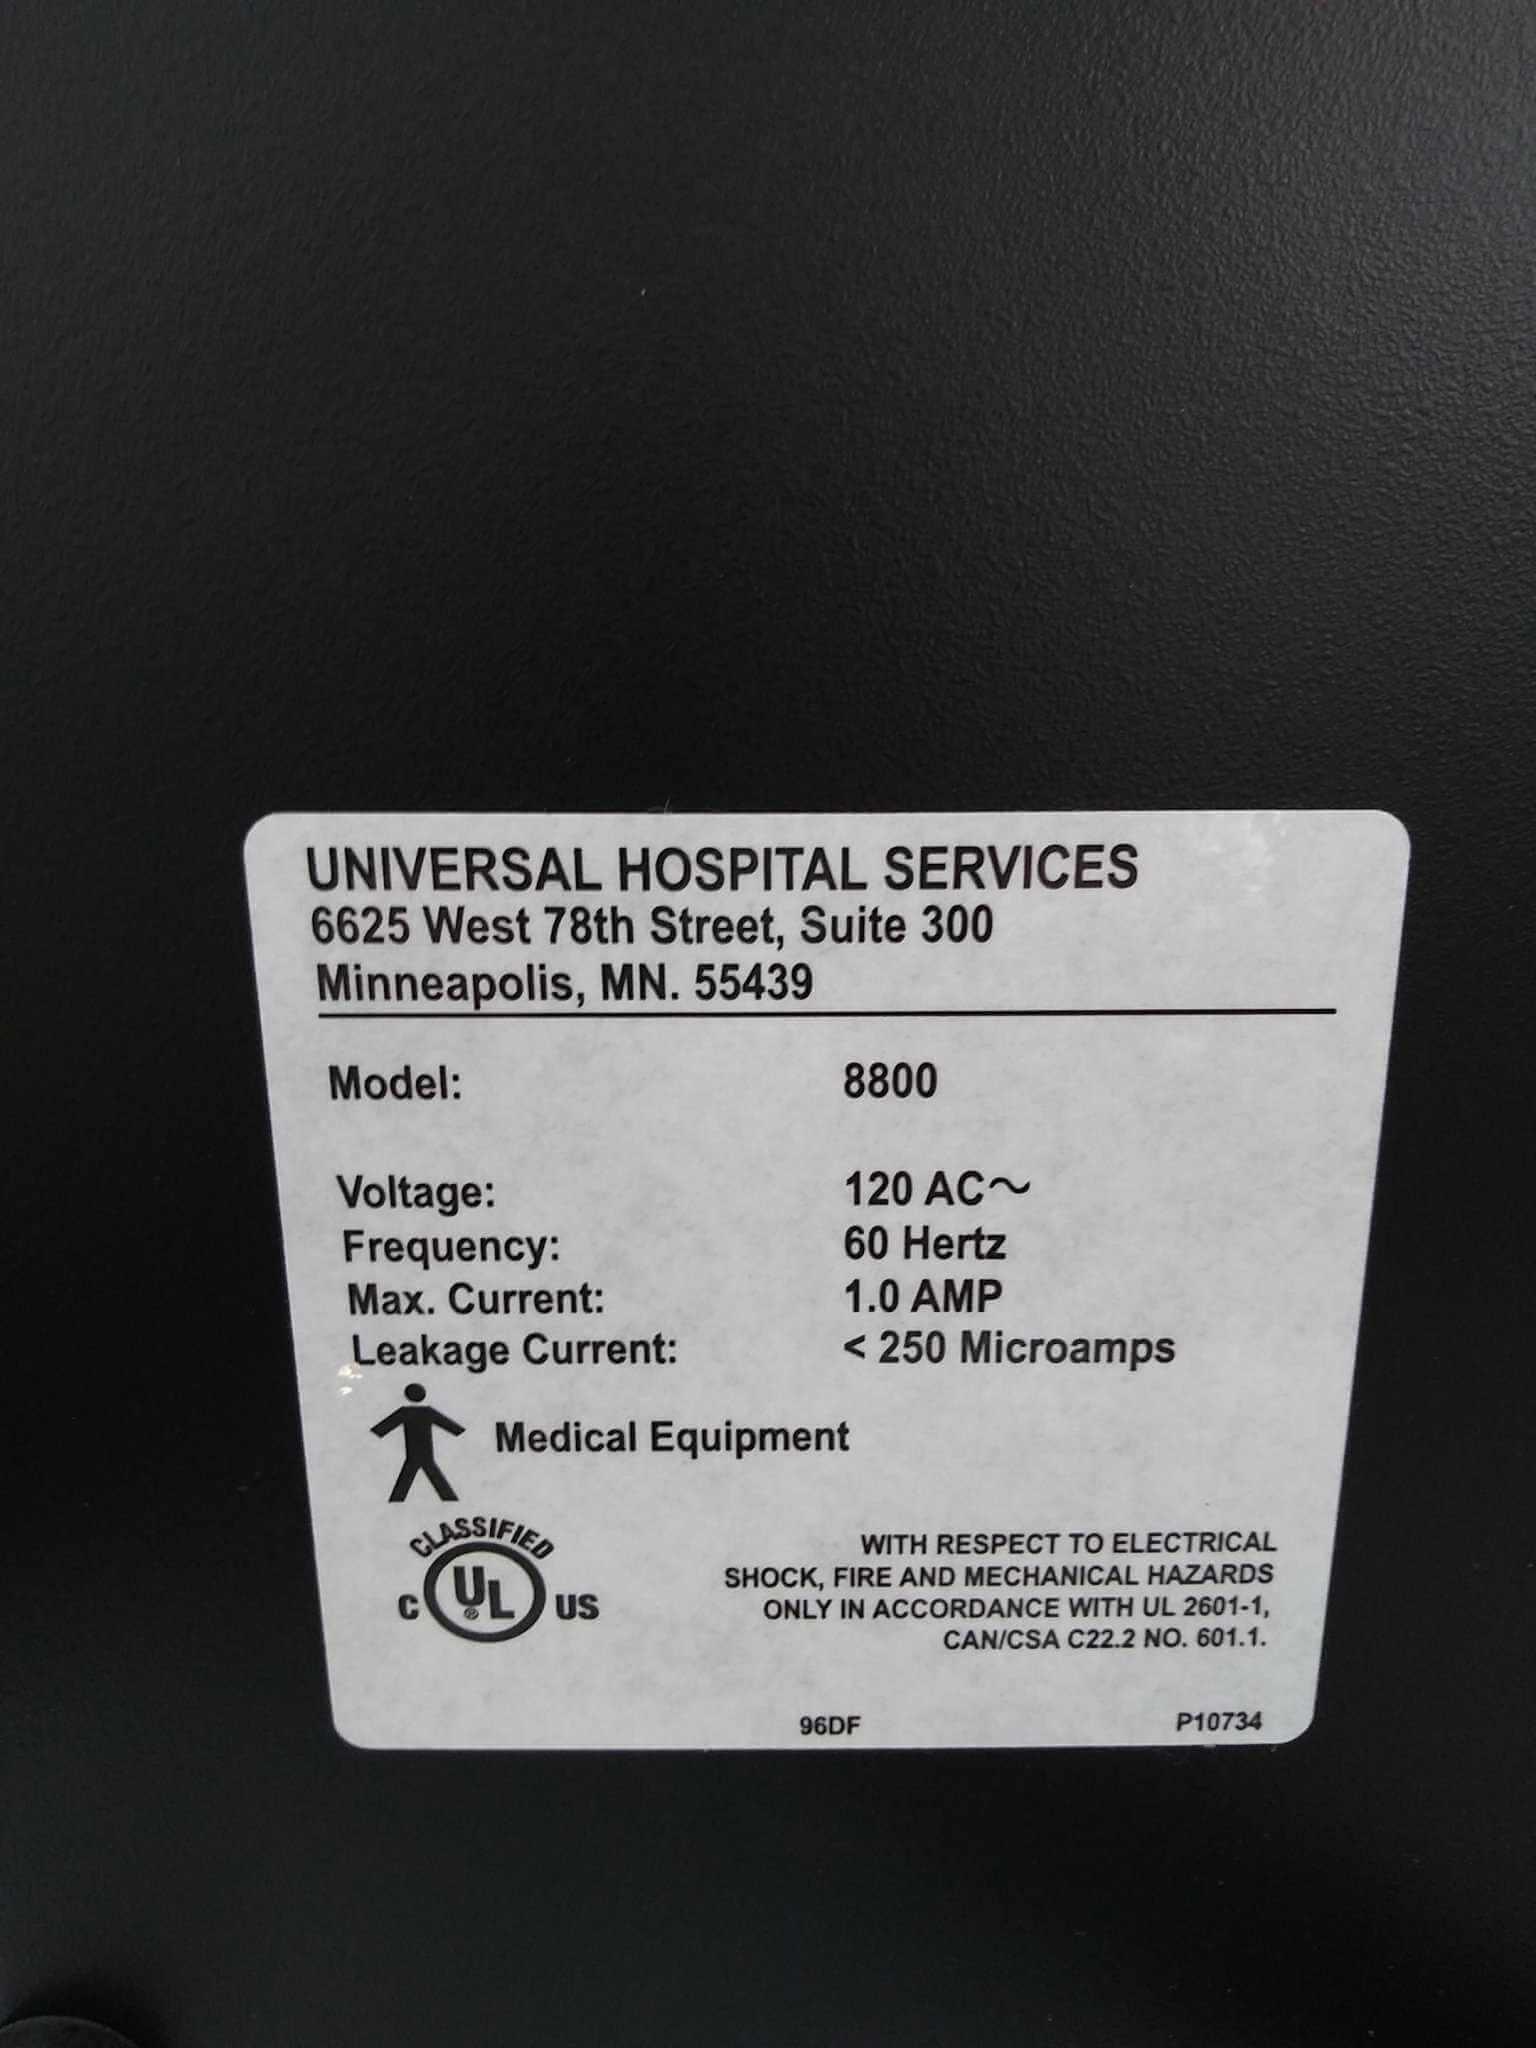 UNIVERSAL HOSPITAL SERVICES
6625 West 78th Street, Suite 300
Minneapolis, MN. 55439
Model: 8800
Voltage: 120 AC～
Frequency: 60 Hertz
Max. Current: 1.0 AMP
Leakage Current: < 250 Microamps
Medical Equipment
CLASSIFIED
C UL® US
WITH RESPECT TO ELECTRICAL
SHOCK, FIRE AND MECHANICAL HAZARDS
ONLY IN ACCORDANCE WITH UL 2601-1,
CAN/CSA C22.2 NO. 601.1.
96DF P10734